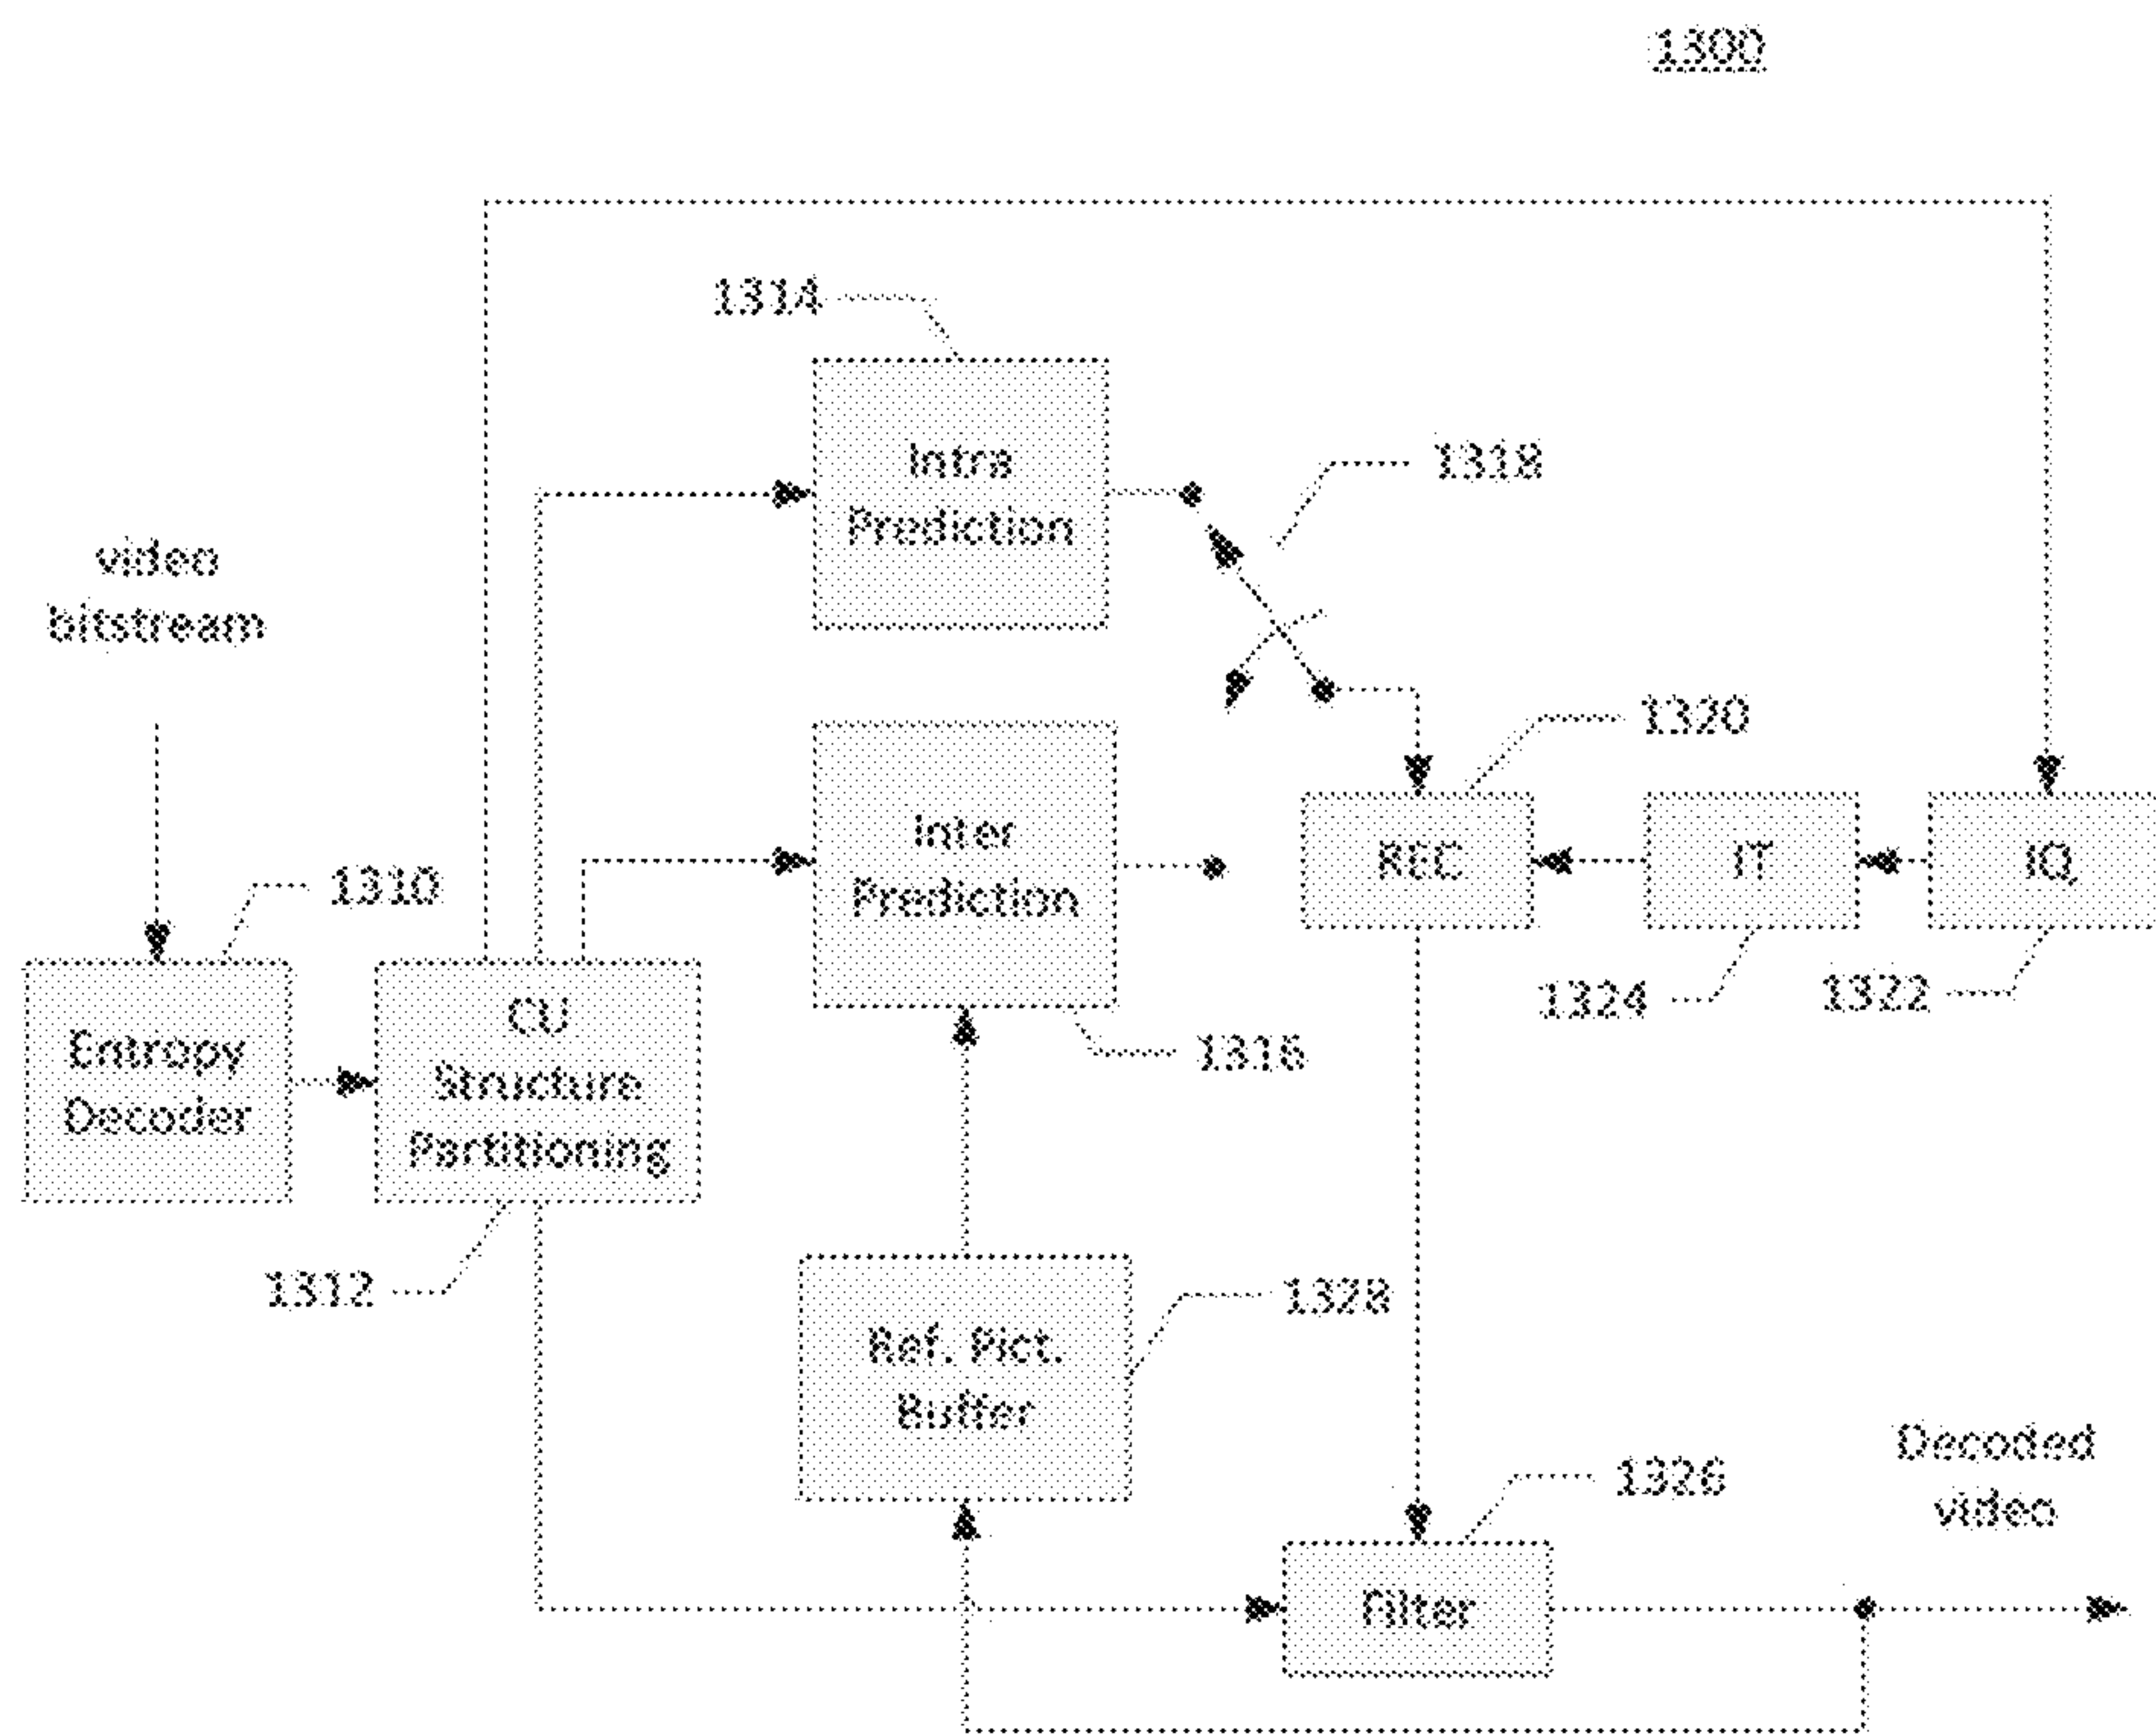 1300
1314
Intra
Prediction
1318
video
bitstream
1320
Inter
Prediction
REC
IT
IQ
1310
1324
1322
1316
Entropy
Decoder
CU
Structure
Partitioning
1312
1328
Ref. Pict.
Buffer
1326
Decoded
video
Filter